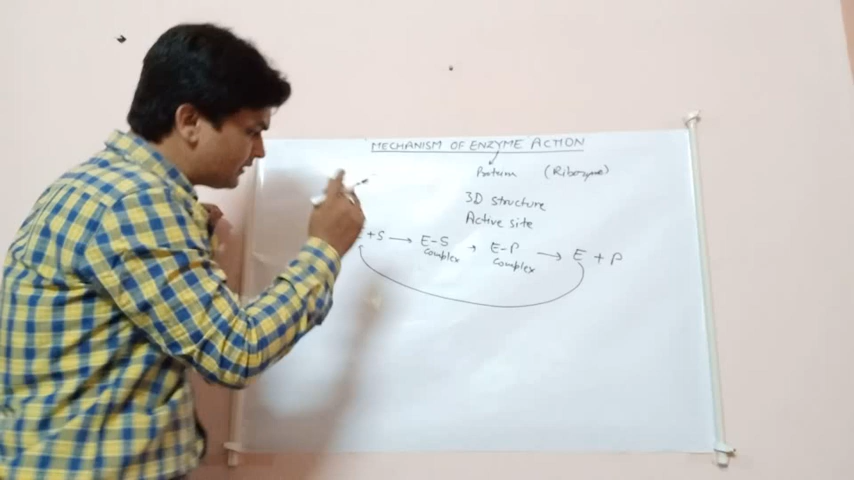 MECHANISM OF ENZYME ACTION
Protein (Ribozyme)
3D structure
Active site
+ S → E-S → E-P → E + P
complex complex